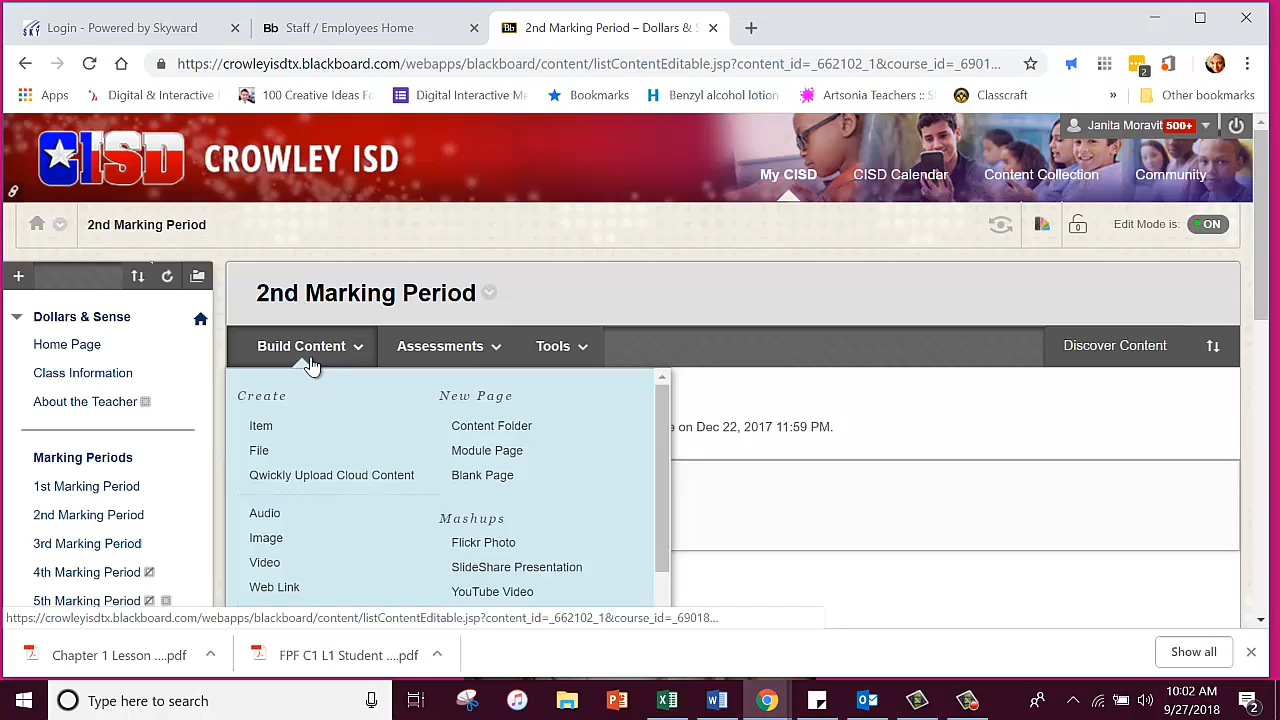 Login - Powered by Skyward
Bb Staff / Employees Home
Bb 2nd Marking Period – Dollars & S
https://crowleyisdtx.blackboard.com/webapps/blackboard/content/listContentEditable.jsp?content_id=_662102_1&course_id=_6901...
2
Apps
Digital & Interactive
100 Creative Ideas Fo
Digital Interactive Me
Bookmarks
Benzyl alcohol lotion
Artsonia Teachers :: S
Classcraft
»
Other bookmarks
CISD CROWLEY ISD
Janita Moravit 500+
My CISD
CISD Calendar
Content Collection
Community
2nd Marking Period
Edit Mode is: ON
2nd Marking Period
Dollars & Sense
Home Page
Class Information
About the Teacher
Marking Periods
1st Marking Period
2nd Marking Period
3rd Marking Period
4th Marking Period
5th Marking Period
Build Content
Assessments
Tools
Discover Content
Create
Item
File
Qwickly Upload Cloud Content
Audio
Image
Video
Web Link
New Page
Content Folder
Module Page
Blank Page
Mashups
Flickr Photo
SlideShare Presentation
YouTube Video
e on Dec 22, 2017 11:59 PM.
https://crowleyisdtx.blackboard.com/webapps/blackboard/content/listContentEditable.jsp?content_id=_662102_1&course_id=_69018...
Chapter 1 Lesson ....pdf
FPF C1 L1 Student ....pdf
Show all
Type here to search
10:02 AM
9/27/2018
2